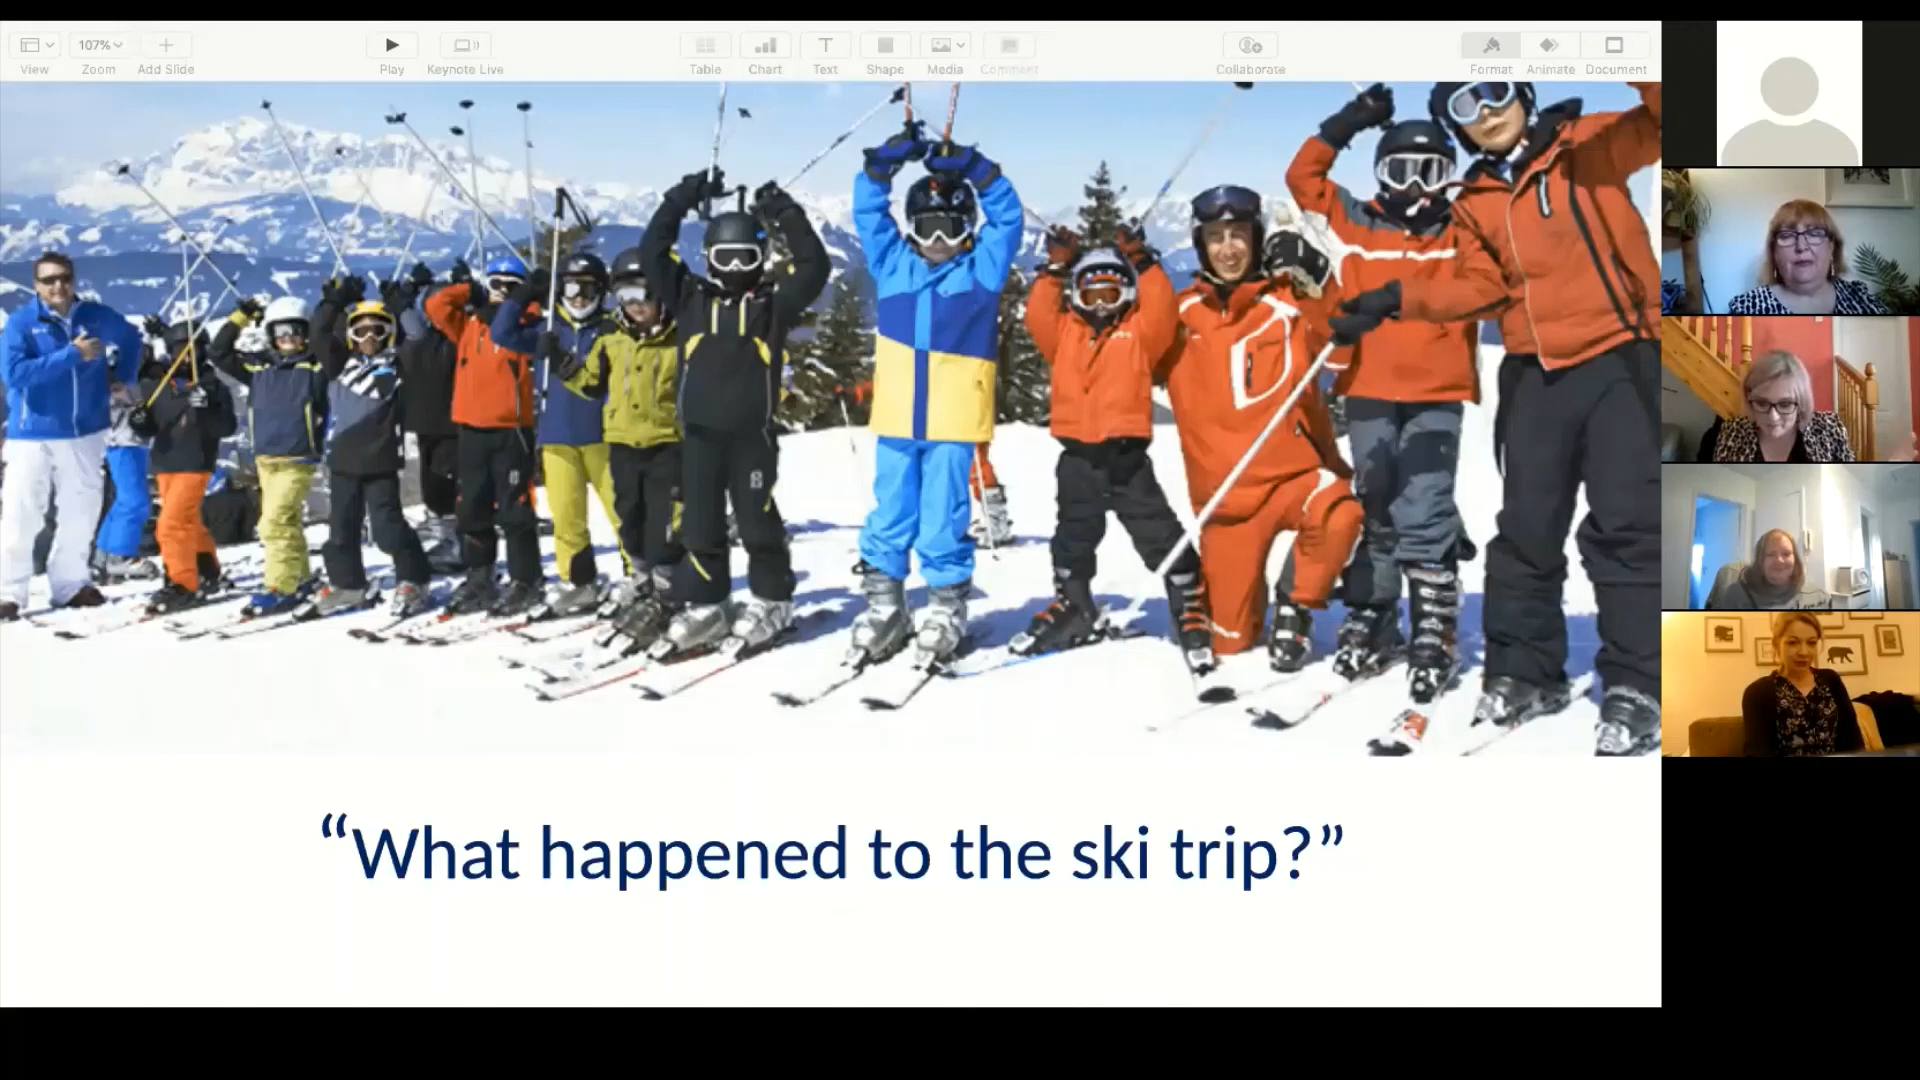 107%
View
Zoom
Add Slide
Play
Keynote Live
Table
Chart
Text
Shape
Media
Comment
Collaborate
Format
Animate
Document
“What happened to the ski trip?”